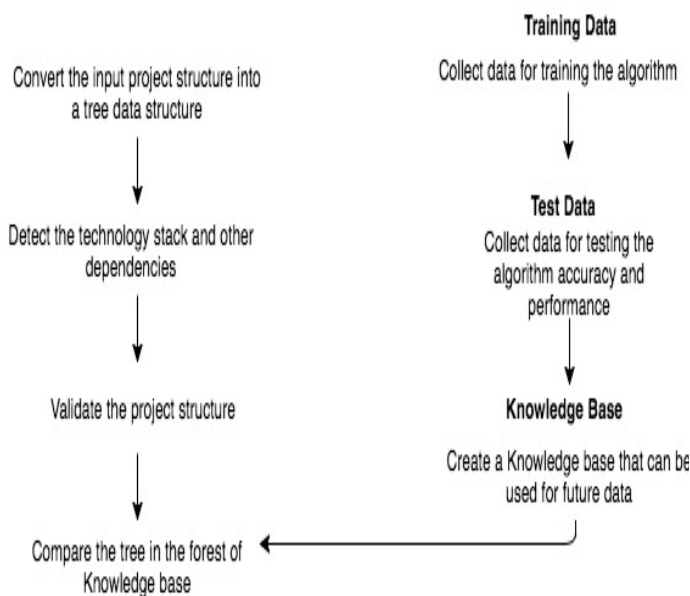 Convert the input project structure into
a tree data structure
Detect the technology stack and other
dependencies
Validate the project structure
Compare the tree in the forest of
Knowledge base
Training Data
Collect data for training the algorithm
Test Data
Collect data for testing the
algorithm accuracy and
performance
Knowledge Base
Create a Knowledge base that can be
used for future data